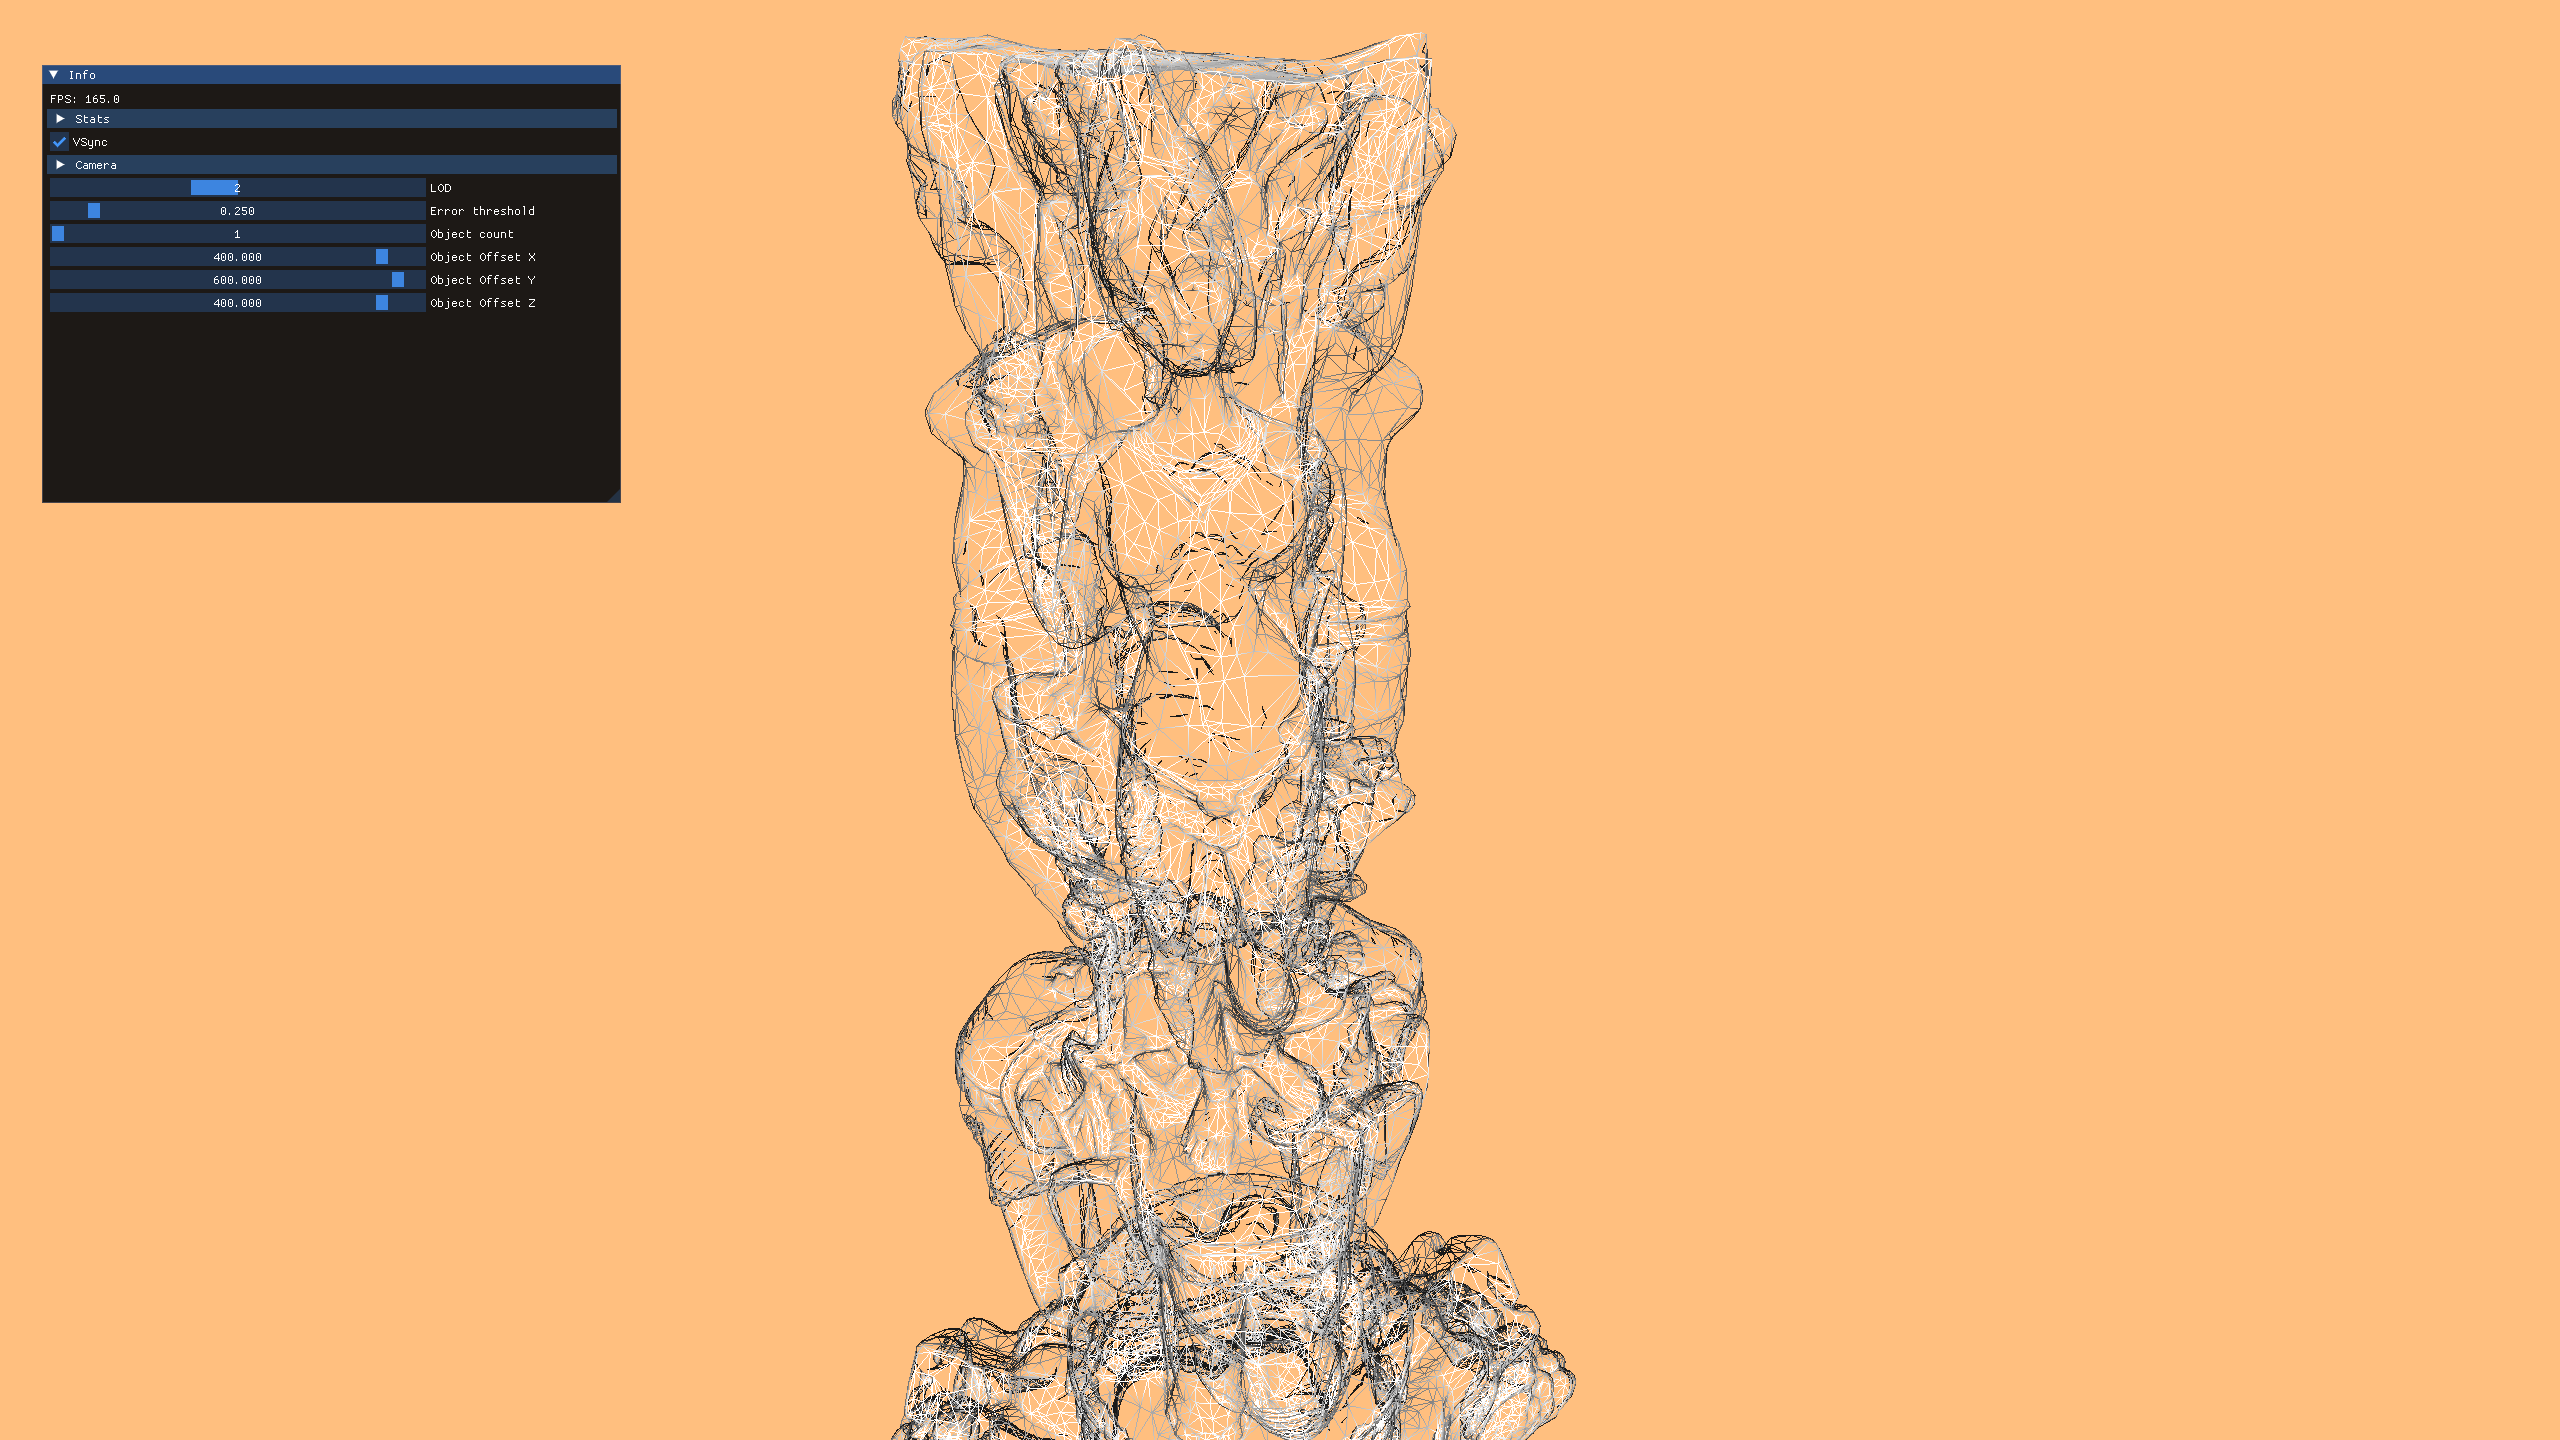 Info
FPS: 165.0
Stats
VSync
Camera
2 LOD
0.250 Error threshold
1 Object count
400.000 Object Offset X
600.000 Object Offset Y
400.000 Object Offset Z